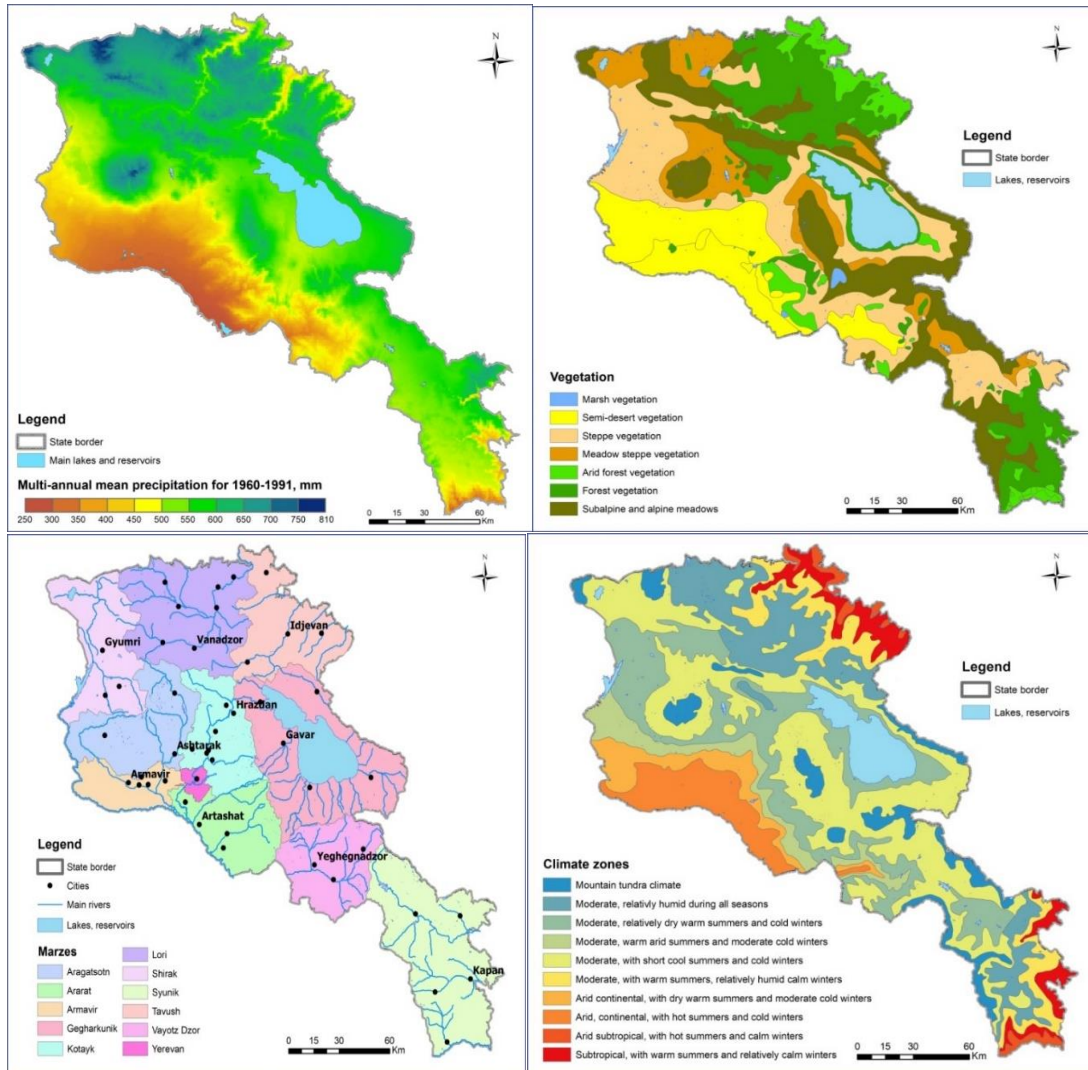 N
Legend
State border
Main lakes and reservoirs
Multi-annual mean precipitation for 1960-1991, mm
250 300 350 400 450 500 550 600 650 700 750 810
0 15 30 60
Km
N
Legend
State border
Lakes, reservoirs
Vegetation
Marsh vegetation
Semi-desert vegetation
Steppe vegetation
Meadow steppe vegetation
Arid forest vegetation
Forest vegetation
Subalpine and alpine meadows
0 15 30 60
Km
N
Gyumri
Vanadzor
Idjevan
Hrazdan
Gavar
Ashtarak
Armavir
Artashat
Yeghegnadzor
Kapan
Legend
State border
Cities
Main rivers
Lakes, reservoirs
Marzes
Aragatsotn
Ararat
Armavir
Gegharkunik
Kotayk
Lori
Shirak
Syunik
Tavush
Vayotz Dzor
Yerevan
0 15 30 60
Km
N
Legend
State border
Lakes, reservoirs
Climate zones
Mountain tundra climate
Moderate, relativly humid during all seasons
Moderate, relatively dry warm summers and cold winters
Moderate, warm arid summers and moderate cold winters
Moderate, with short cool summers and cold winters
Moderate, with warm summers, relatively humid calm winters
Arid continental, with dry warm summers and moderate cold winters
Arid, continental, with hot summers and cold winters
Arid subtropical, with hot summers and calm winters
Subtropical, with warm summers and relatively calm winters
0 15 30 60
Km